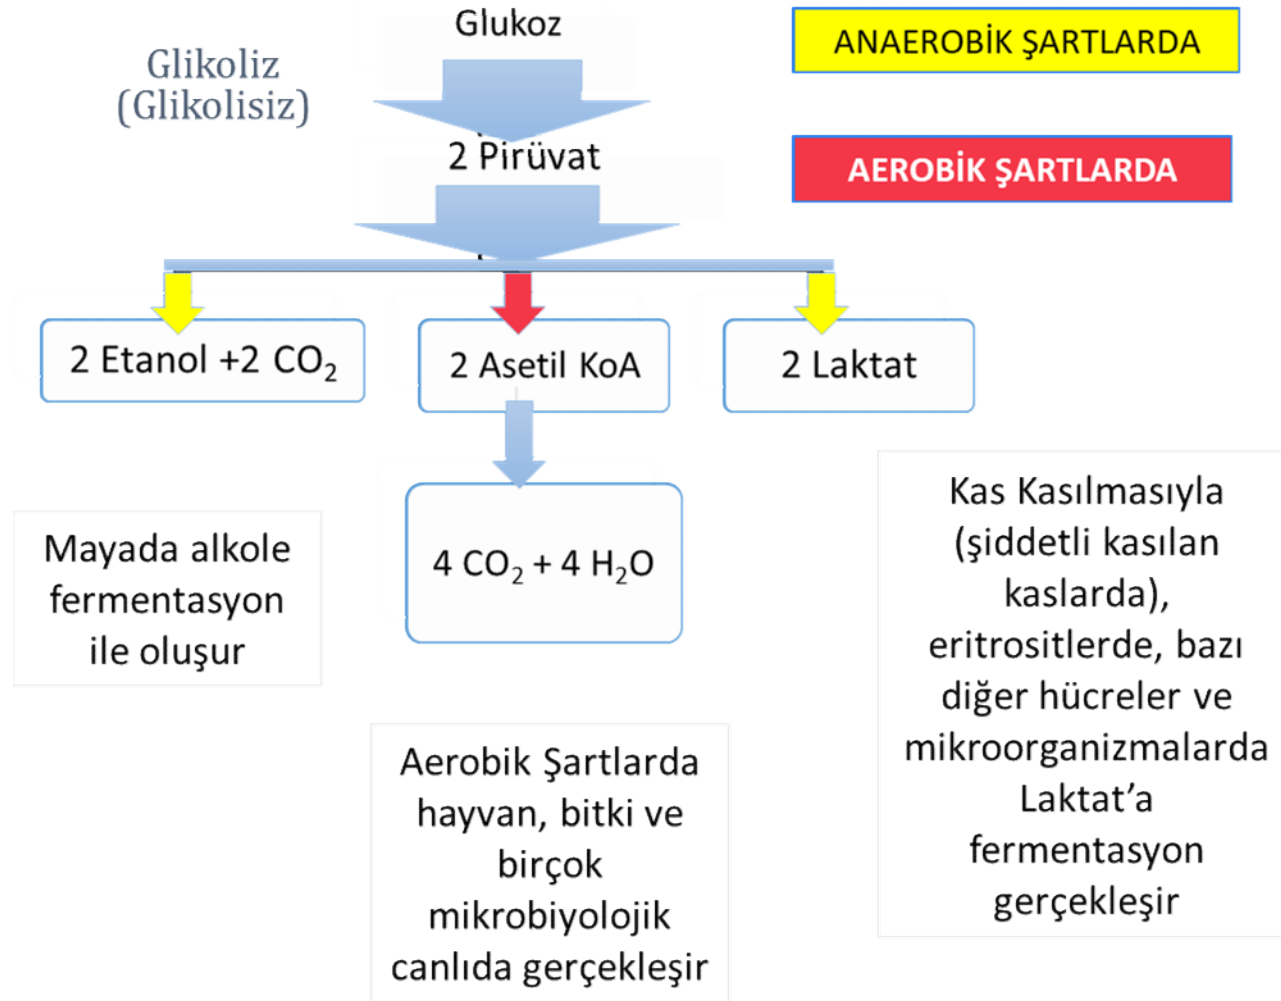 Glukoz
Glikoliz
(Glikolisiz)
ANAEROBİK ŞARTLARDA
2 Pirüvat
AEROBİK ŞARTLARDA
2 Etanol +2 CO₂
2 Asetil KoA
2 Laktat
4 CO₂ + 4 H₂O
Mayada alkole
fermentasyon
ile oluşur
Aerobik Şartlarda
hayvan, bitki ve
birçok
mikrobiyolojik
canlıda gerçekleşir
Kas Kasılmasıyla
(şiddetli kasılan
kaslarda),
eritrositlerde, bazı
diğer hücreler ve
mikroorganizmalarda
Laktat’a
fermentasyon
gerçekleşir